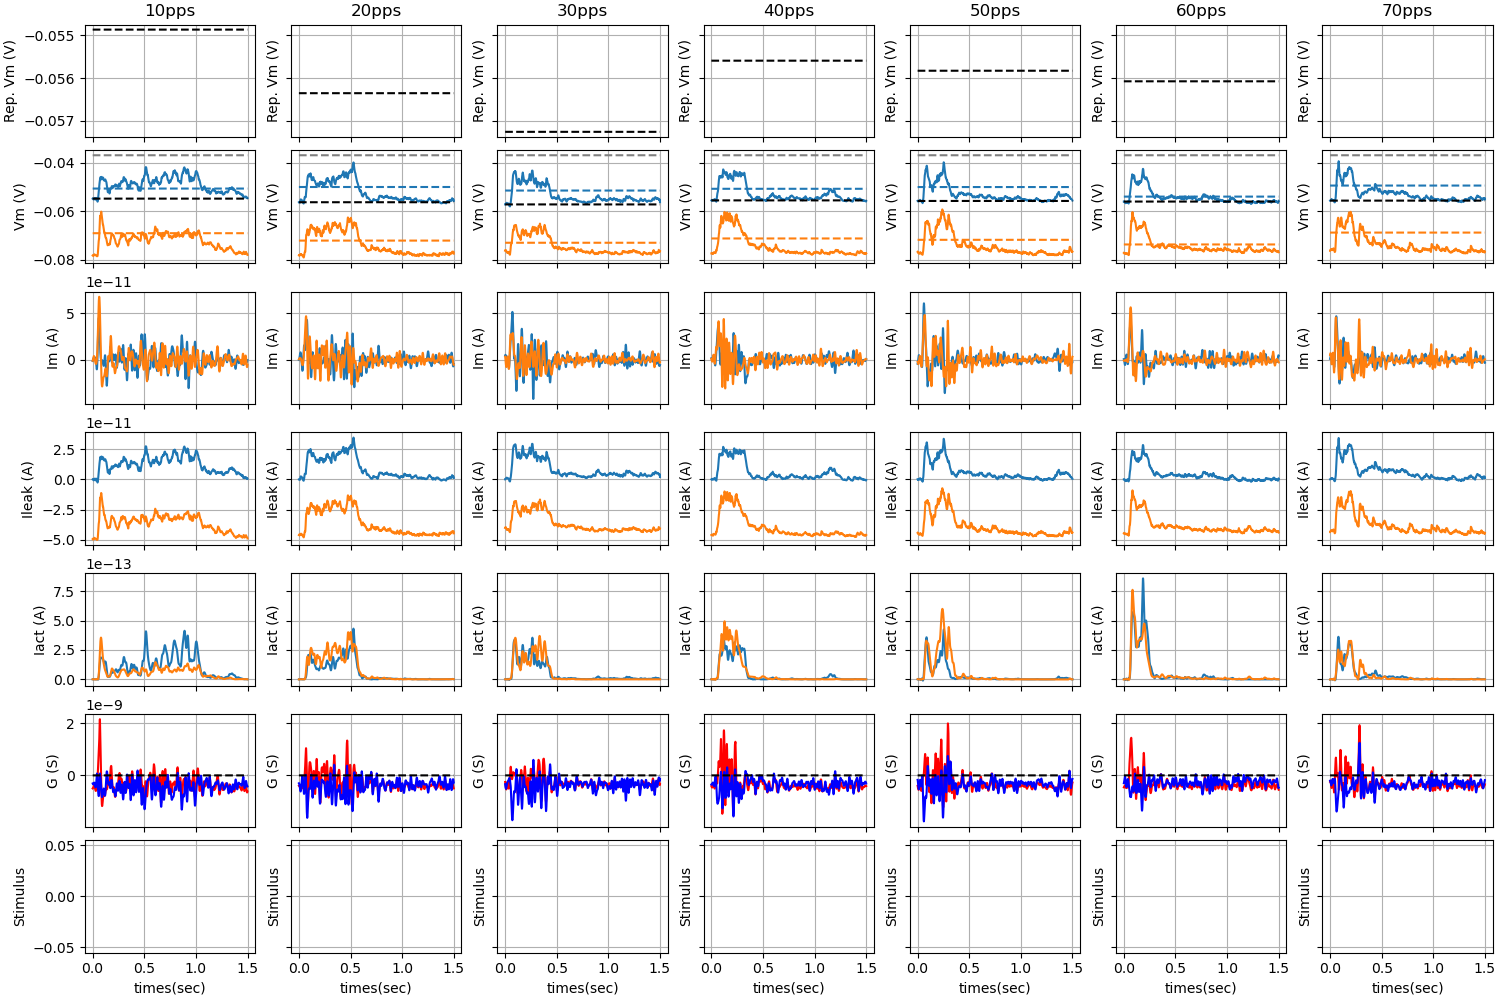 10pps 20pps 30pps 40pps 50pps 60pps 70pps
Rep. Vm (V) −0.055 −0.056 −0.057 Rep. Vm (V) Rep. Vm (V) Rep. Vm (V) Rep. Vm (V) Rep. Vm (V) Rep. Vm (V)
Vm (V) −0.04 −0.06 −0.08 Vm (V) Vm (V) Vm (V) Vm (V) Vm (V) Vm (V)
1e−11
Im (A) 5 0 Im (A) Im (A) Im (A) Im (A) Im (A) Im (A)
1e−11
Ileak (A) 2.5 0.0 −2.5 −5.0 Ileak (A) Ileak (A) Ileak (A) Ileak (A) Ileak (A) Ileak (A)
1e−13
Iact (A) 7.5 5.0 2.5 0.0 Iact (A) Iact (A) Iact (A) Iact (A) Iact (A) Iact (A)
1e−9
G (S) 2 0 G (S) G (S) G (S) G (S) G (S) G (S)
Stimulus 0.05 0.00 −0.05 Stimulus Stimulus Stimulus Stimulus Stimulus Stimulus
0.0 0.5 1.0 1.5 0.0 0.5 1.0 1.5 0.0 0.5 1.0 1.5 0.0 0.5 1.0 1.5 0.0 0.5 1.0 1.5 0.0 0.5 1.0 1.5 0.0 0.5 1.0 1.5
times(sec) times(sec) times(sec) times(sec) times(sec) times(sec) times(sec)